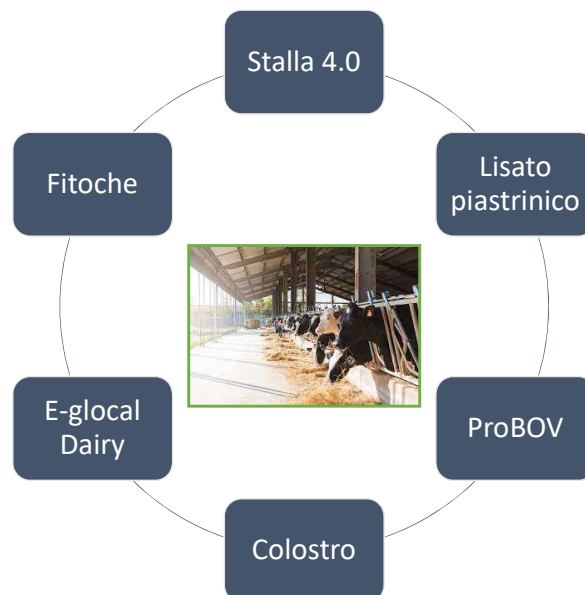 Stalla 4.0
Lisato
piastrinico
ProBOV
Colostro
E-glocal
Dairy
Fitoche